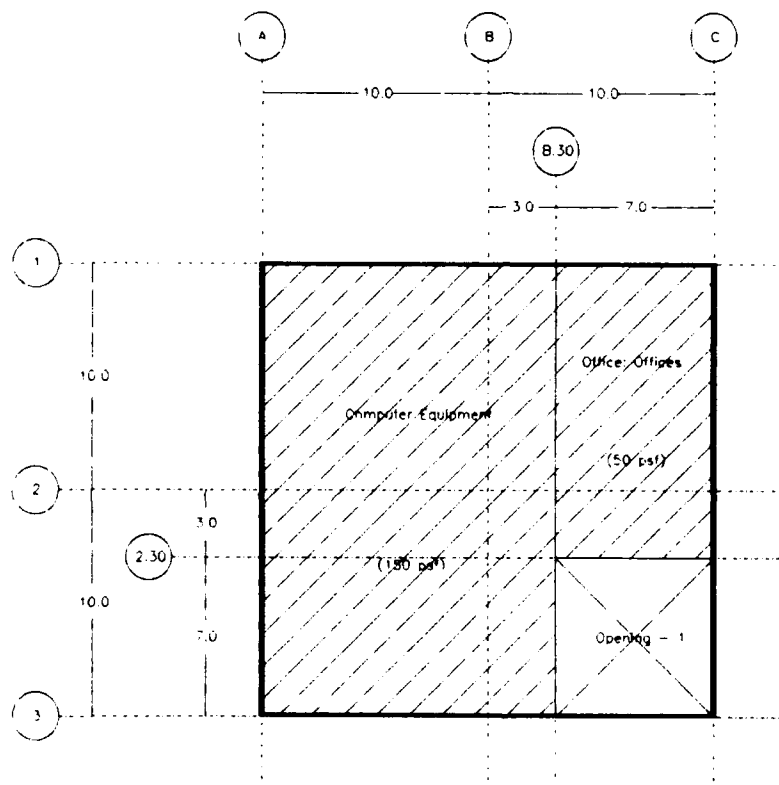 A
B
C
10.0
10.0
B.30
3.0
7.0
1
10.0
Office: Offices
Computer Equipment
(50 psf)
2
3.0
2.30
(150 psf)
10.0
7.0
Opening - 1
3